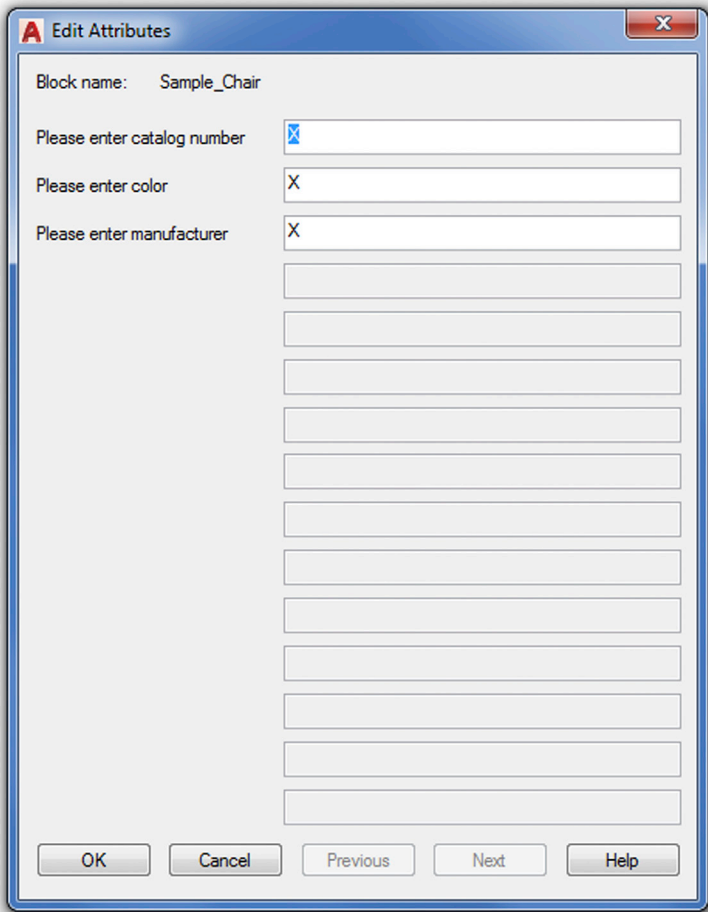 Edit Attributes
Block name: Sample_Chair
Please enter catalog number X
Please enter color X
Please enter manufacturer X
OK Cancel Previous Next Help